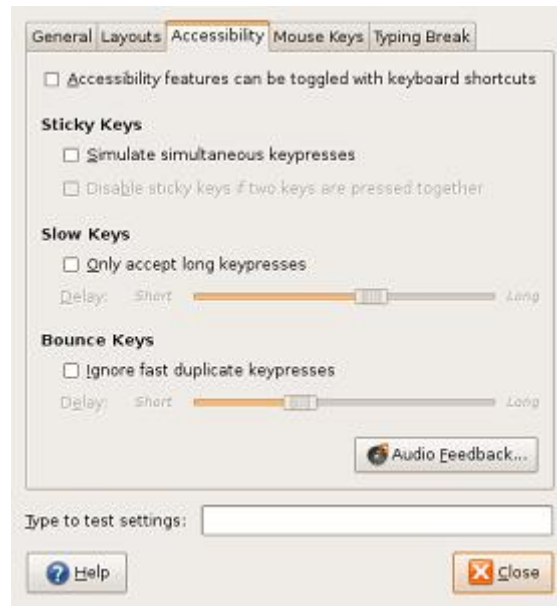 General Layouts Accessibility Mouse Keys Typing Break
Accessibility features can be toggled with keyboard shortcuts
Sticky Keys
Simulate simultaneous keypresses
Disable sticky keys if two keys are pressed together
Slow Keys
Only accept long keypresses
Delay: Short Long
Bounce Keys
Ignore fast duplicate keypresses
Delay: Short Long
Audio Feedback...
Type to test settings:
Help Close